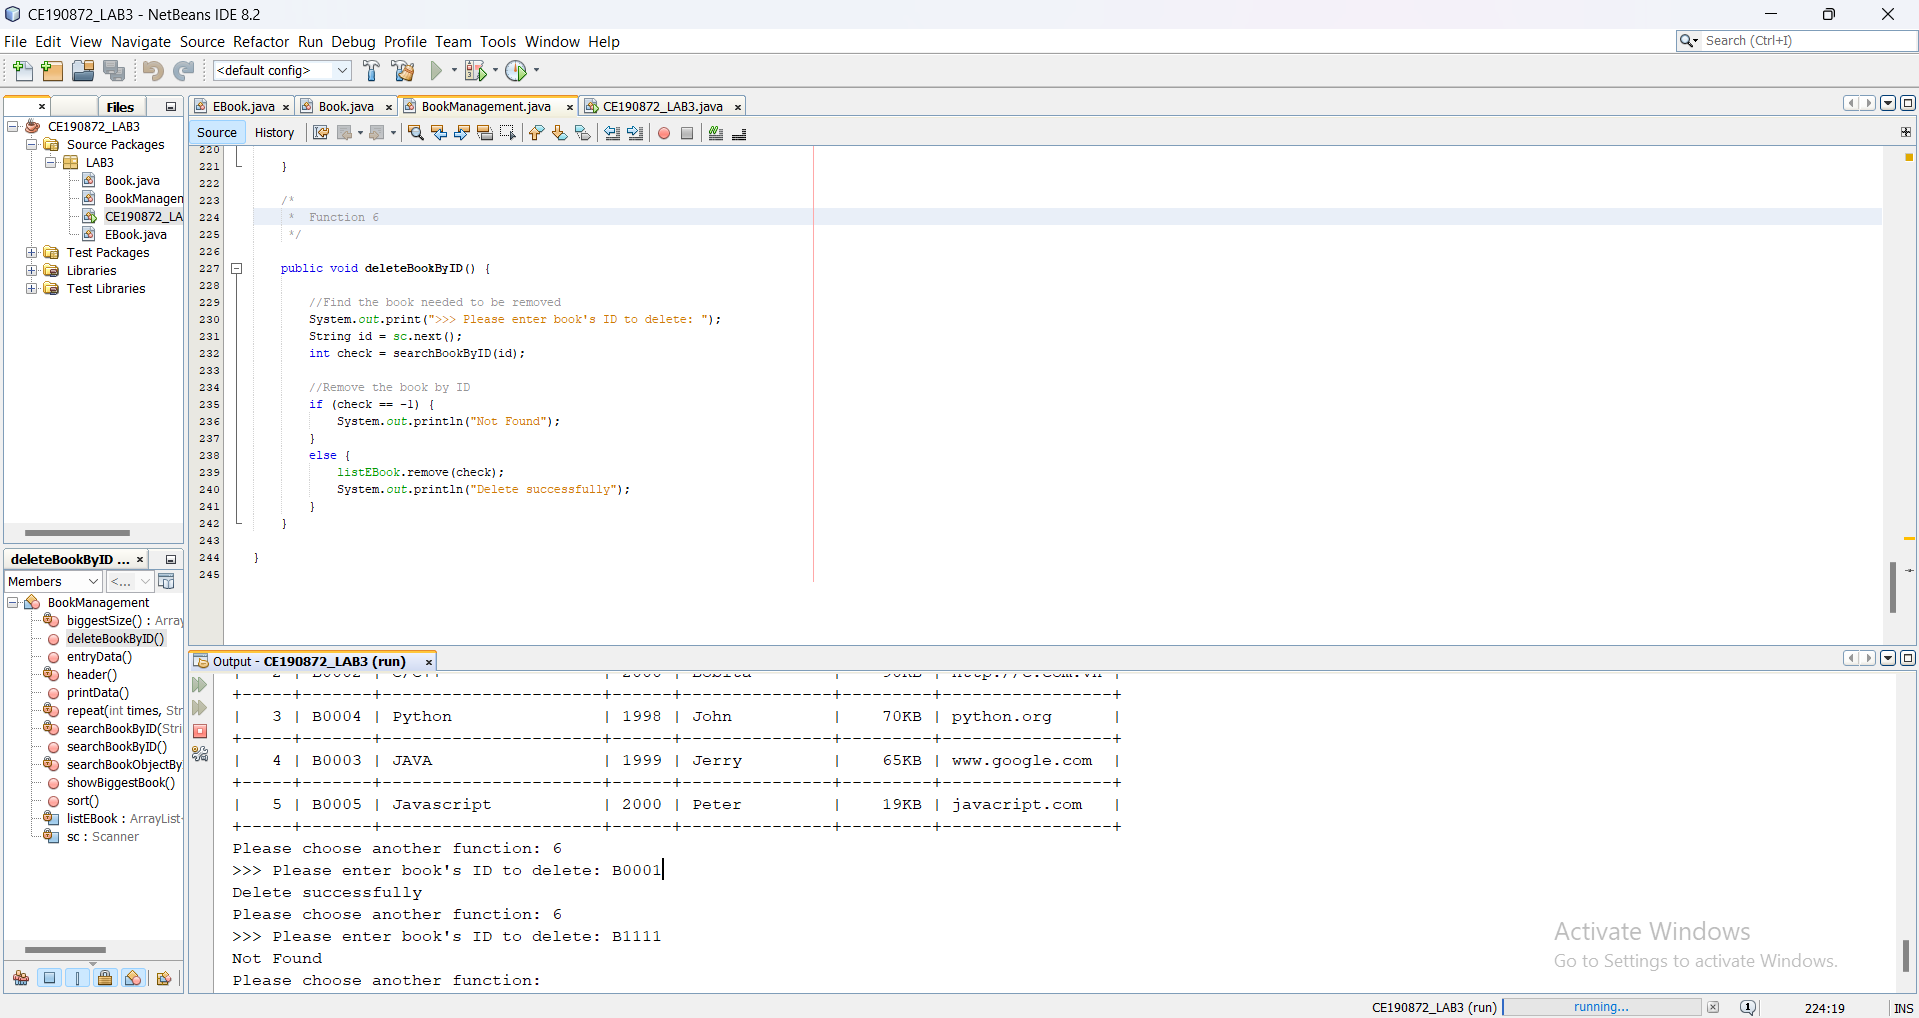 CE190872_LAB3 - NetBeans IDE 8.2
File Edit View Navigate Source Refactor Run Debug Profile Team Tools Window Help
Search (Ctrl+I)
<default config>
Files
EBook.java
Book.java
BookManagement.java
CE190872_LAB3.java
Source
History
CE190872_LAB3
Source Packages
LAB3
Book.java
BookManagen
CE190872_LA
EBook.java
Test Packages
Libraries
Test Libraries
220
221 }
222
223 /*
224 * Function 6
225 */
226
227 public void deleteBookByID() {
228
229 //Find the book needed to be removed
230 System.out.print(">>> Please enter book's ID to delete: ");
231 String id = sc.next();
232 int check = searchBookByID(id);
233
234 //Remove the book by ID
235 if (check == -1) {
236 System.out.println("Not Found");
237 }
238 else {
239 listEBook.remove(check);
240 System.out.println("Delete successfully");
241 }
242 }
243
244 }
245
deleteBookByID ...
Members
<...
BookManagement
biggestSize() : Array
deleteBookByID()
entryData()
header()
printData()
repeat(int times, Str
searchBookByID(Stri
searchBookByID()
searchBookObjectBy
showBiggestBook()
sort()
listEBook : ArrayList
sc : Scanner
Output - CE190872_LAB3 (run)
| 3 | B0004 | Python | 1998 | John | 70KB | python.org |
| 4 | B0003 | JAVA | 1999 | Jerry | 65KB | www.google.com |
| 5 | B0005 | Javascript | 2000 | Peter | 19KB | javacript.com |
Please choose another function: 6
>>> Please enter book's ID to delete: B0001
Delete successfully
Please choose another function: 6
>>> Please enter book's ID to delete: B1111
Not Found
Please choose another function:
Activate Windows
Go to Settings to activate Windows.
CE190872_LAB3 (run)
running...
1
224:19
INS